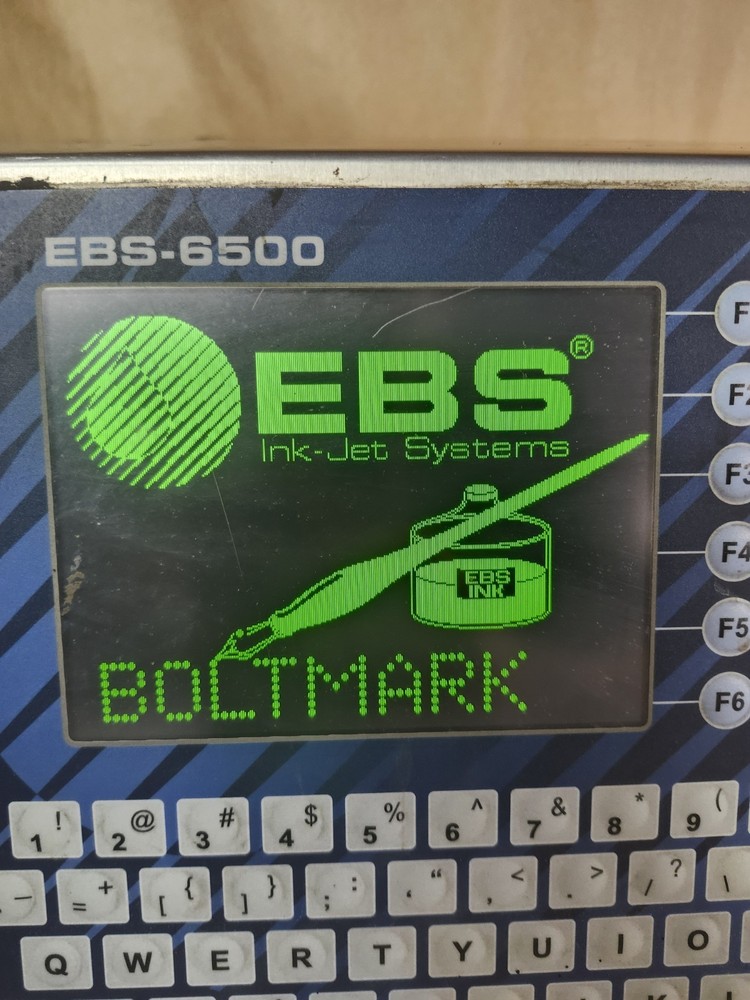 EBS-6500
EBS®
Ink-Jet Systems
EBS
INK
BOLTMARK
F
F2
F3
F4
F5
F6
! @ # $ % ^ & * (
1 2 3 4 5 6 7 8 9
_ + { } : “ < > ?
= [ ] ; ‘ , . / \
Q W E R T Y U I O